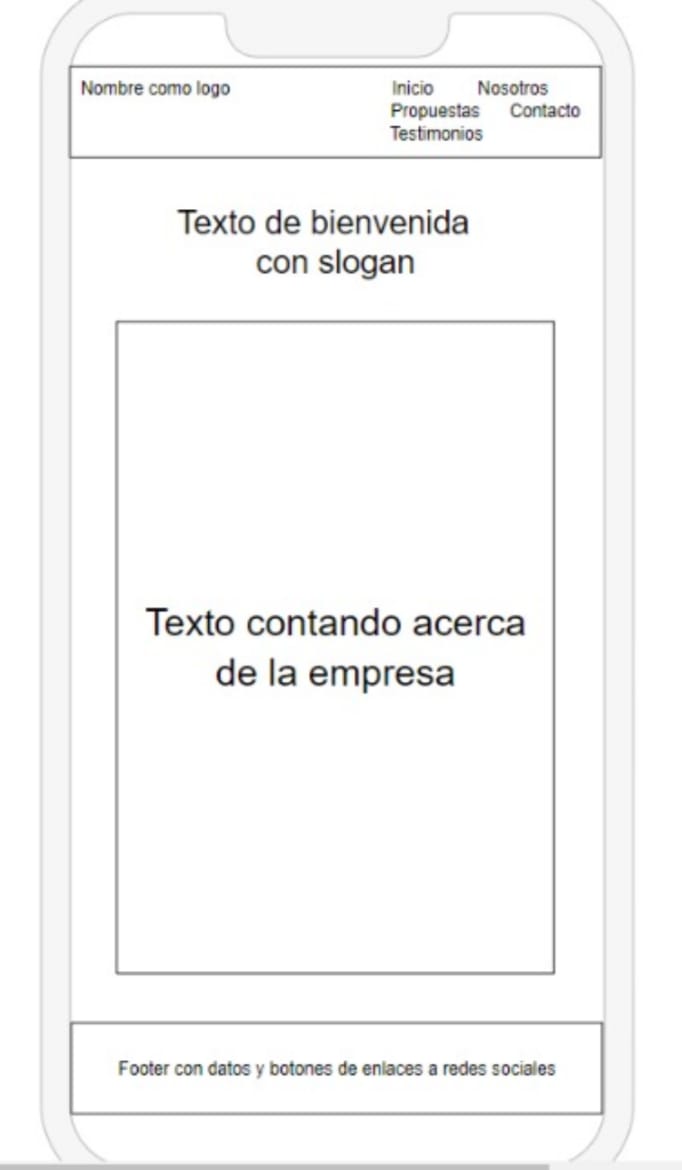 Nombre como logo
Inicio Nosotros
Propuestas Contacto
Testimonios
Texto de bienvenida
con slogan
Texto contando acerca
de la empresa
Footer con datos y botones de enlaces a redes sociales